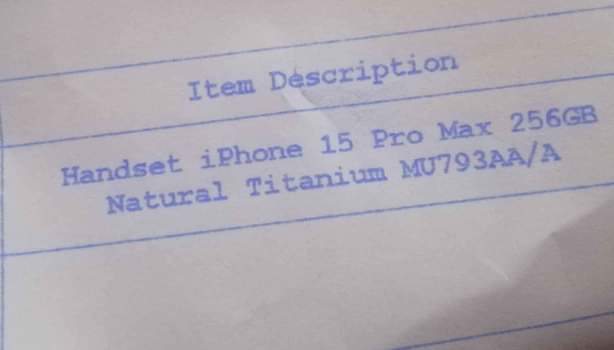 Item Description
Handset iPhone 15 Pro Max 256GB
Natural Titanium MU793AA/A